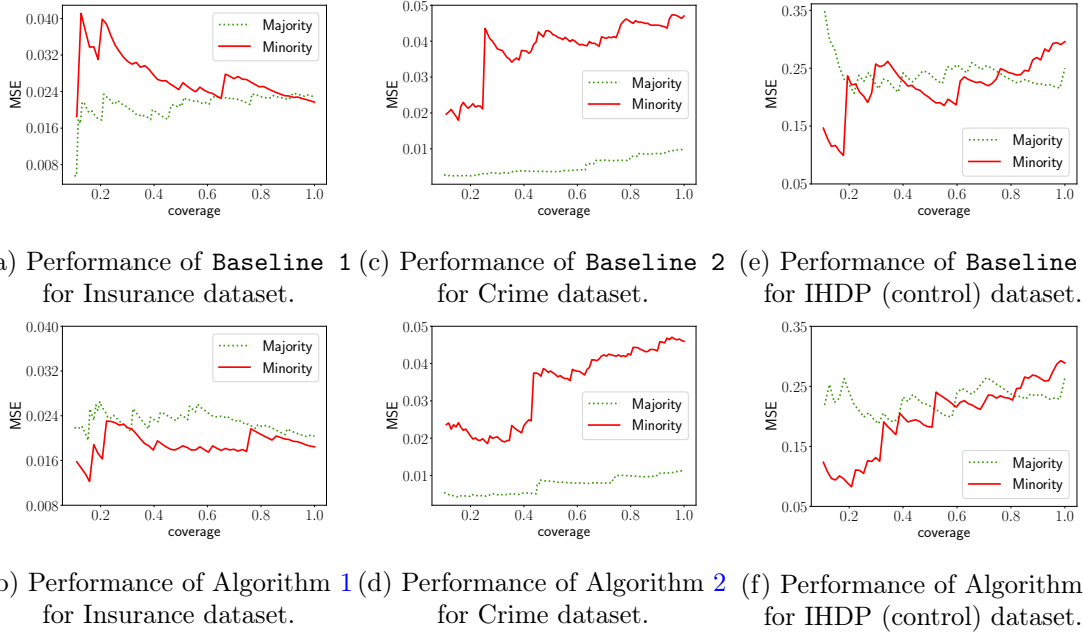 0.040
0.032
0.024
0.016
0.008
MSE
Majority
Minority
0.2 0.4 0.6 0.8 1.0
coverage
0.05
0.04
0.03
0.02
0.01
MSE
Majority
Minority
0.2 0.4 0.6 0.8 1.0
coverage
0.35
0.25
0.15
0.05
MSE
Majority
Minority
0.2 0.4 0.6 0.8 1.0
coverage
a) Performance of Baseline 1
for Insurance dataset.
(c) Performance of Baseline 2
for Crime dataset.
(e) Performance of Baseline
for IHDP (control) dataset.
0.040
0.032
0.024
0.016
0.008
MSE
Majority
Minority
0.2 0.4 0.6 0.8 1.0
coverage
0.05
0.04
0.03
0.02
0.01
MSE
Majority
Minority
0.2 0.4 0.6 0.8 1.0
coverage
0.35
0.25
0.15
0.05
MSE
Majority
Minority
0.2 0.4 0.6 0.8 1.0
coverage
) Performance of Algorithm 1
for Insurance dataset.
(d) Performance of Algorithm 2
for Crime dataset.
(f) Performance of Algorithm
for IHDP (control) dataset.